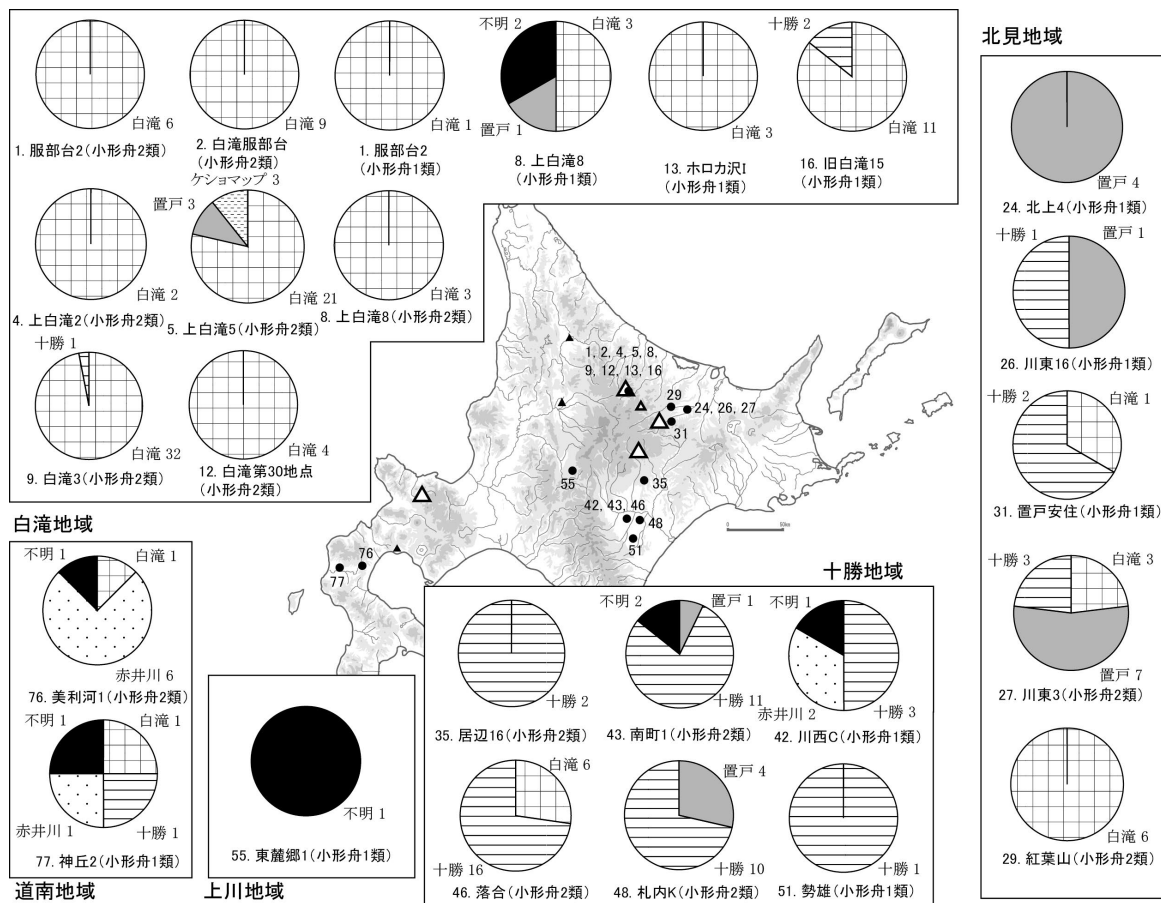 白滝 6
1. 服部台2(小形舟2類)
白滝 9
2. 白滝服部台
(小形舟2類)
白滝 1
1. 服部台2
(小形舟1類)
不明 2
白滝 3
置戸 1
8. 上白滝8
(小形舟1類)
白滝 3
13. ホロカ沢I
(小形舟1類)
十勝 2
白滝 11
16. 旧白滝15
(小形舟1類)
白滝 2
4. 上白滝2(小形舟2類)
ケショマップ 3
置戸 3
白滝 21
5. 上白滝5(小形舟2類)
白滝 3
8. 上白滝8(小形舟2類)
十勝 1
白滝 32
9. 白滝3(小形舟2類)
白滝 4
12. 白滝第30地点
(小形舟2類)
白滝地域
北見地域
置戸 4
24. 北上4(小形舟1類)
十勝 1
置戸 1
26. 川東16(小形舟1類)
十勝 2
白滝 1
31. 置戸安住(小形舟1類)
十勝 3
白滝 3
置戸 7
27. 川東3(小形舟2類)
白滝 6
29. 紅葉山(小形舟2類)
1, 2, 4, 5, 8,
9, 12, 13, 16
29
24, 26, 27
31
35
55
42, 43, 46
48
51
76
77
0
50km
不明 1
白滝 1
赤井川 6
76. 美利河1(小形舟2類)
不明 1
白滝 1
赤井川 1
十勝 1
77. 神丘2(小形舟1類)
道南地域
不明 1
55. 東麓郷1(小形舟1類)
上川地域
十勝地域
十勝 2
35. 居辺16(小形舟2類)
不明 2
置戸 1
十勝 11
43. 南町1(小形舟2類)
不明 1
赤井川 2
十勝 3
42. 川西C(小形舟1類)
白滝 6
十勝 16
46. 落合(小形舟2類)
置戸 4
十勝 10
48. 札内K(小形舟2類)
十勝 1
51. 勢雄(小形舟1類)